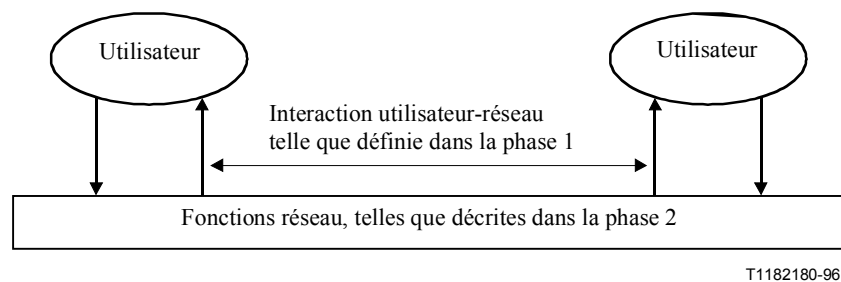 Utilisateur
Utilisateur
Interaction utilisateur-réseau
telle que définie dans la phase 1
Fonctions réseau, telles que décrites dans la phase 2
T1182180-96